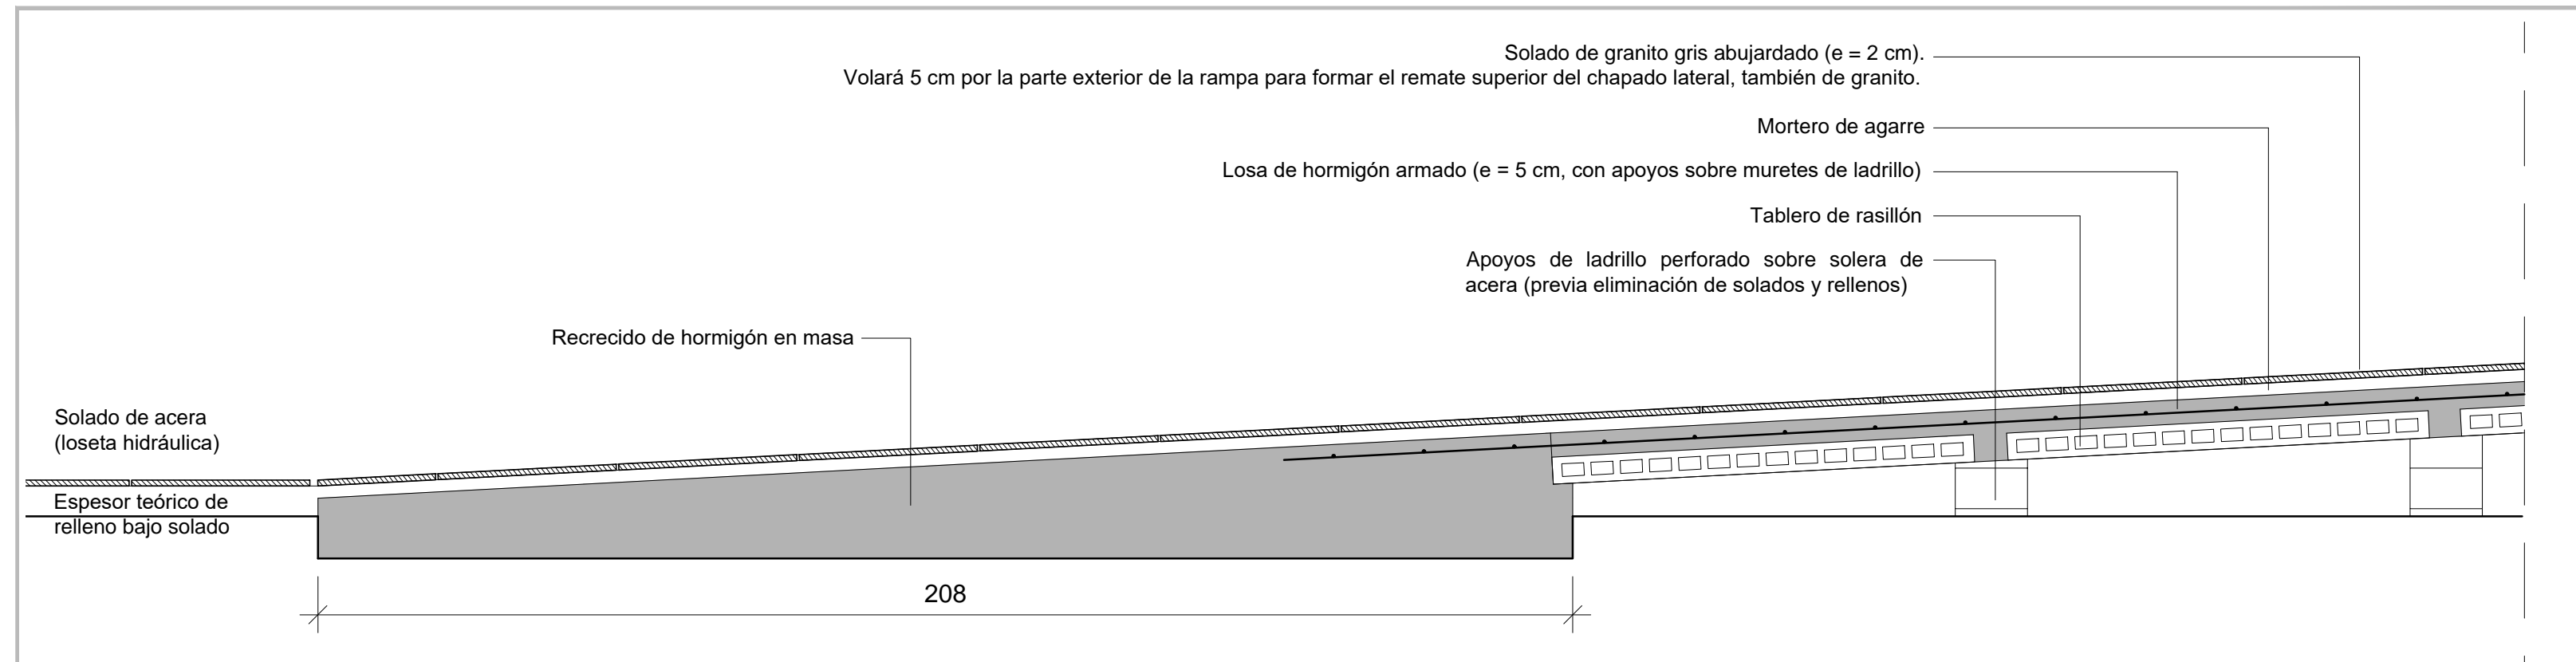 Solado de granito gris abujardado (e = 2 cm).
Volará 5 cm por la parte exterior de la rampa para formar el remate superior del chapado lateral, también de granito.
Mortero de agarre
Losa de hormigón armado (e = 5 cm, con apoyos sobre muretes de ladrillo)
Tablero de rasillón
Apoyos de ladrillo perforado sobre solera de
acera (previa eliminación de solados y rellenos)
Recrecido de hormigón en masa
Solado de acera
(loseta hidráulica)
Espesor teórico de
relleno bajo solado
208